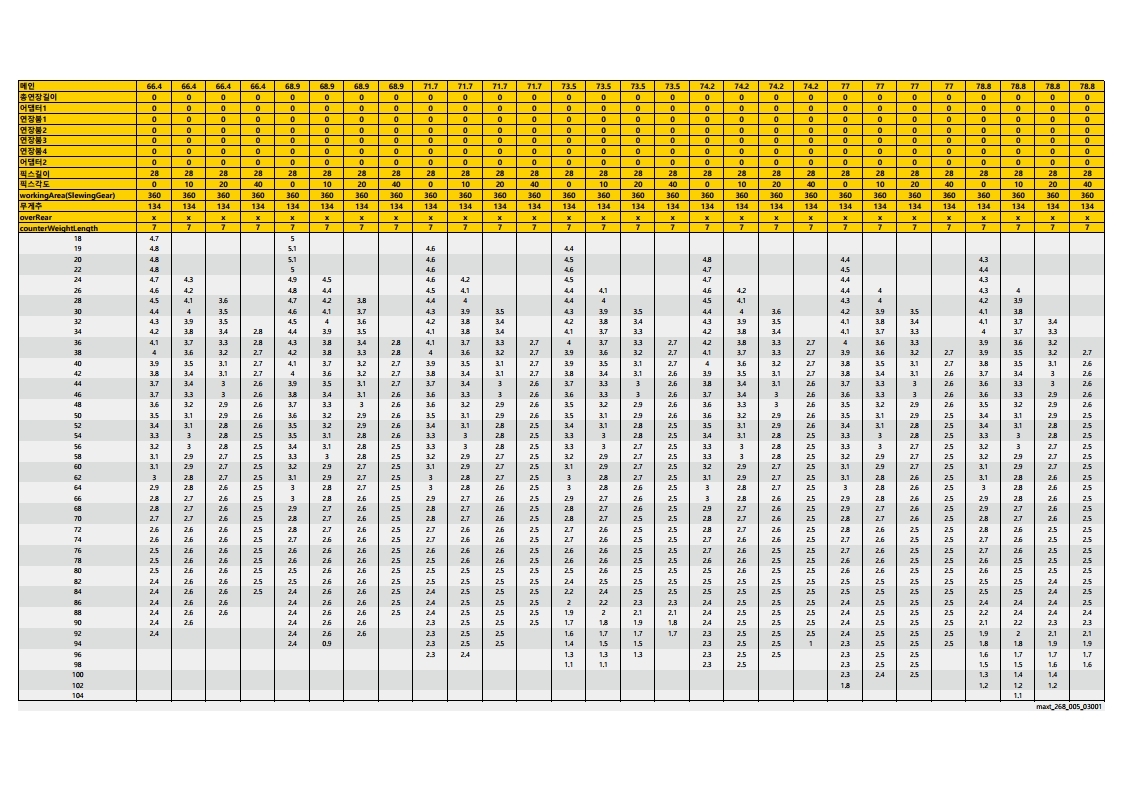 메인 66.4 66.4 66.4 66.4 68.9 68.9 68.9 68.9 71.7 71.7 71.7 71.7 73.5 73.5 73.5 73.5 74.2 74.2 74.2 74.2 77 77 77 77 78.8 78.8 78.8 78.8
총연장길이 0 0 0 0 0 0 0 0 0 0 0 0 0 0 0 0 0 0 0 0 0 0 0 0 0 0 0 0
어댑터1 0 0 0 0 0 0 0 0 0 0 0 0 0 0 0 0 0 0 0 0 0 0 0 0 0 0 0 0
연장붐1 0 0 0 0 0 0 0 0 0 0 0 0 0 0 0 0 0 0 0 0 0 0 0 0 0 0 0 0
연장붐2 0 0 0 0 0 0 0 0 0 0 0 0 0 0 0 0 0 0 0 0 0 0 0 0 0 0 0 0
연장붐3 0 0 0 0 0 0 0 0 0 0 0 0 0 0 0 0 0 0 0 0 0 0 0 0 0 0 0 0
연장붐4 0 0 0 0 0 0 0 0 0 0 0 0 0 0 0 0 0 0 0 0 0 0 0 0 0 0 0 0
어댑터2 0 0 0 0 0 0 0 0 0 0 0 0 0 0 0 0 0 0 0 0 0 0 0 0 0 0 0 0
픽스길이 28 28 28 28 28 28 28 28 28 28 28 28 28 28 28 28 28 28 28 28 28 28 28 28 28 28 28 28
픽스각도 0 10 20 40 0 10 20 40 0 10 20 40 0 10 20 40 0 10 20 40 0 10 20 40 0 10 20 40
workingArea(SlewingGear) 360 360 360 360 360 360 360 360 360 360 360 360 360 360 360 360 360 360 360 360 360 360 360 360 360 360 360 360
무게추 134 134 134 134 134 134 134 134 134 134 134 134 134 134 134 134 134 134 134 134 134 134 134 134 134 134 134 134
overRear x x x x x x x x x x x x x x x x x x x x x x x x x x x x
counterWeightLength 7 7 7 7 7 7 7 7 7 7 7 7 7 7 7 7 7 7 7 7 7 7 7 7 7 7 7 7
18 4.7 5
19 4.8 5.1 4.6 4.4
20 4.8 5.1 4.6 4.5 4.8 4.4 4.3
22 4.8 5 4.6 4.6 4.7 4.5 4.4
24 4.7 4.3 4.9 4.5 4.6 4.2 4.5 4.7 4.4 4.3
26 4.6 4.2 4.8 4.4 4.5 4.1 4.4 4.1 4.6 4.2 4.4 4 4.3 4
28 4.5 4.1 3.6 4.7 4.2 3.8 4.4 4 4.4 4 4.5 4.1 4.3 4 4.2 3.9
30 4.4 4 3.5 4.6 4.1 3.7 4.3 3.9 3.5 4.3 3.9 3.5 4.4 4 3.6 4.2 3.9 3.5 4.1 3.8
32 4.3 3.9 3.5 4.5 4 3.6 4.2 3.8 3.4 4.2 3.8 3.4 4.3 3.9 3.5 4.1 3.8 3.4 4.1 3.7 3.4
34 4.2 3.8 3.4 2.8 4.4 3.9 3.5 4.2 3.8 3.4 4.1 3.7 3.3 4.2 3.8 3.4 4 3.7 3.3 4 3.7 3.3
36 4.1 3.7 3.3 2.8 4.3 3.8 3.4 2.8 4.1 3.7 3.3 2.7 4 3.7 3.3 2.7 4.2 3.8 3.3 2.7 4 3.6 3.3 3.9 3.6 3.2
38 4 3.6 3.2 2.7 4.2 3.8 3.3 2.8 4 3.6 3.2 2.7 3.9 3.6 3.2 2.7 4.1 3.7 3.3 2.7 3.9 3.6 3.2 2.7 3.9 3.5 3.2 2.7
40 3.9 3.5 3.1 2.7 4.1 3.7 3.2 2.7 3.9 3.5 3.2 2.7 3.9 3.5 3.1 2.7 4 3.6 3.2 2.7 3.8 3.5 3.1 2.7 3.8 3.5 3.1 2.6
42 3.8 3.4 3.1 2.7 4 3.6 3.2 2.7 3.8 3.4 3.1 2.7 3.8 3.4 3.1 2.6 3.9 3.5 3.1 2.7 3.8 3.4 3.1 2.6 3.7 3.4 3 2.6
44 3.7 3.4 3 2.6 3.9 3.5 3.1 2.7 3.7 3.4 3 2.6 3.7 3.3 3 2.6 3.8 3.4 3.1 2.6 3.7 3.3 3 2.6 3.6 3.3 3 2.6
46 3.7 3.3 3 2.6 3.8 3.4 3.1 2.6 3.6 3.3 3 2.6 3.6 3.3 3 2.6 3.7 3.4 3 2.6 3.6 3.3 3 2.6 3.6 3.3 2.9 2.6
48 3.6 3.2 2.9 2.6 3.7 3.3 3 2.6 3.6 3.2 2.9 2.6 3.5 3.2 2.9 2.6 3.6 3.3 3 2.6 3.5 3.2 2.9 2.6 3.5 3.2 2.9 2.6
50 3.5 3.1 2.9 2.6 3.6 3.2 2.9 2.6 3.5 3.1 2.9 2.6 3.5 3.1 2.9 2.6 3.6 3.2 2.9 2.6 3.5 3.1 2.9 2.5 3.4 3.1 2.9 2.5
52 3.4 3.1 2.8 2.6 3.5 3.2 2.9 2.6 3.4 3.1 2.8 2.5 3.4 3.1 2.8 2.5 3.5 3.1 2.9 2.6 3.4 3.1 2.8 2.5 3.4 3.1 2.8 2.5
54 3.3 3 2.8 2.5 3.5 3.1 2.8 2.6 3.3 3 2.8 2.5 3.3 3 2.8 2.5 3.4 3.1 2.8 2.5 3.3 3 2.8 2.5 3.3 3 2.8 2.5
56 3.2 3 2.8 2.5 3.4 3.1 2.8 2.5 3.3 3 2.8 2.5 3.3 3 2.7 2.5 3.3 3 2.8 2.5 3.2 3 2.7 2.5 3.2 3 2.7 2.5
58 3.1 2.9 2.7 2.5 3.3 3 2.8 2.5 3.2 2.9 2.7 2.5 3.2 2.9 2.7 2.5 3.3 2.9 2.7 2.5 3.2 2.9 2.7 2.5 3.2 2.9 2.7 2.5
60 3.1 2.9 2.7 2.5 3.2 2.9 2.7 2.5 3.1 2.9 2.7 2.5 3.1 2.9 2.7 2.5 3.2 2.9 2.7 2.5 3.1 2.9 2.7 2.5 3.1 2.9 2.7 2.5
62 3 2.8 2.7 2.5 3.1 2.9 2.7 2.5 3 2.8 2.7 2.5 3 2.8 2.7 2.5 3.1 2.8 2.7 2.5 3.1 2.8 2.6 2.5 3.1 2.8 2.6 2.5
64 2.9 2.8 2.6 2.5 3 2.8 2.7 2.5 3 2.8 2.6 2.5 3 2.8 2.6 2.5 3 2.8 2.7 2.5 3 2.8 2.6 2.5 3 2.8 2.6 2.5
66 2.8 2.7 2.6 2.5 3 2.8 2.6 2.5 2.9 2.7 2.6 2.5 2.9 2.7 2.6 2.5 3 2.8 2.6 2.5 2.9 2.8 2.6 2.5 2.9 2.8 2.6 2.5
68 2.8 2.7 2.6 2.5 2.9 2.7 2.6 2.5 2.8 2.7 2.6 2.5 2.8 2.7 2.6 2.5 2.9 2.7 2.6 2.5 2.8 2.7 2.6 2.5 2.9 2.7 2.6 2.5
70 2.7 2.7 2.6 2.5 2.8 2.7 2.6 2.5 2.8 2.7 2.6 2.5 2.8 2.7 2.6 2.5 2.8 2.7 2.6 2.5 2.8 2.7 2.6 2.5 2.8 2.7 2.6 2.5
72 2.6 2.6 2.6 2.5 2.8 2.7 2.6 2.5 2.7 2.6 2.6 2.5 2.7 2.6 2.6 2.5 2.8 2.7 2.6 2.5 2.7 2.6 2.5 2.5 2.8 2.6 2.5 2.5
74 2.6 2.6 2.6 2.5 2.7 2.6 2.6 2.5 2.7 2.6 2.5 2.5 2.6 2.6 2.5 2.5 2.7 2.6 2.6 2.5 2.7 2.6 2.5 2.5 2.7 2.6 2.5 2.5
76 2.5 2.6 2.6 2.5 2.6 2.6 2.6 2.5 2.6 2.6 2.5 2.5 2.6 2.6 2.5 2.5 2.7 2.6 2.5 2.5 2.6 2.6 2.5 2.5 2.7 2.6 2.5 2.5
78 2.5 2.6 2.6 2.5 2.6 2.6 2.6 2.5 2.6 2.5 2.5 2.5 2.6 2.5 2.5 2.5 2.6 2.6 2.5 2.5 2.6 2.5 2.5 2.5 2.6 2.5 2.5 2.5
80 2.5 2.6 2.6 2.5 2.5 2.6 2.6 2.5 2.5 2.5 2.5 2.5 2.5 2.5 2.5 2.5 2.6 2.5 2.5 2.5 2.5 2.5 2.5 2.5 2.6 2.5 2.5 2.5
82 2.4 2.6 2.6 2.5 2.5 2.6 2.6 2.5 2.5 2.5 2.5 2.5 2.4 2.5 2.5 2.5 2.5 2.5 2.5 2.5 2.5 2.5 2.5 2.5 2.5 2.5 2.5 2.5
84 2.4 2.6 2.6 2.5 2.4 2.6 2.6 2.5 2.4 2.5 2.5 2.5 2.2 2.4 2.5 2.5 2.5 2.5 2.5 2.5 2.5 2.5 2.5 2.5 2.4 2.5 2.5 2.5
86 2.4 2.6 2.6 2.4 2.6 2.6 2.5 2.4 2.5 2.5 2.5 2 2.2 2.3 2.3 2.4 2.5 2.5 2.5 2.4 2.5 2.5 2.5 2.4 2.5 2.5 2.5
88 2.4 2.6 2.6 2.4 2.6 2.6 2.5 2.4 2.5 2.5 2.5 1.9 2 2.1 2.1 2.4 2.5 2.5 2.5 2.4 2.5 2.5 2.5 2.2 2.4 2.4 2.4
90 2.4 2.6 2.4 2.6 2.6 2.3 2.5 2.5 2.5 1.7 1.8 1.9 1.8 2.4 2.5 2.5 2.5 2.4 2.5 2.5 2.5 2.1 2.2 2.3 2.3
92 2.4 2.4 2.6 2.6 2.3 2.5 2.5 1.6 1.7 1.7 1.7 2.3 2.5 2.5 2.5 2.4 2.5 2.5 2.5 1.9 2 2.1 2.1
94 2.4 0.9 2.3 2.5 2.5 1.4 1.5 1.5 2.3 2.5 2.5 1 2.4 2.5 2.5 2.5 1.8 1.8 1.9 1.9
96 2.3 2.4 1.3 1.3 1.3 2.3 2.5 2.5 2.3 2.5 2.5 1.6 1.7 1.7 1.7
98 1.1 1.1 2.3 2.5 2.3 2.5 2.5 1.5 1.5 1.6 1.6
100 2.3 2.4 2.5 1.3 1.4 1.4
102 1.8 1.2 1.2 1.2
104 1.1
maxt_268_005_03001